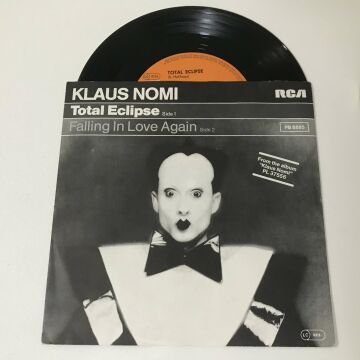 TOTAL ECLIPSE
KLAUS NOMI
RCA
Total Eclipse Side 1
Falling In Love Again Side 2
PB 8865
From the album
"Klaus Nomi"
PL 37556
LC